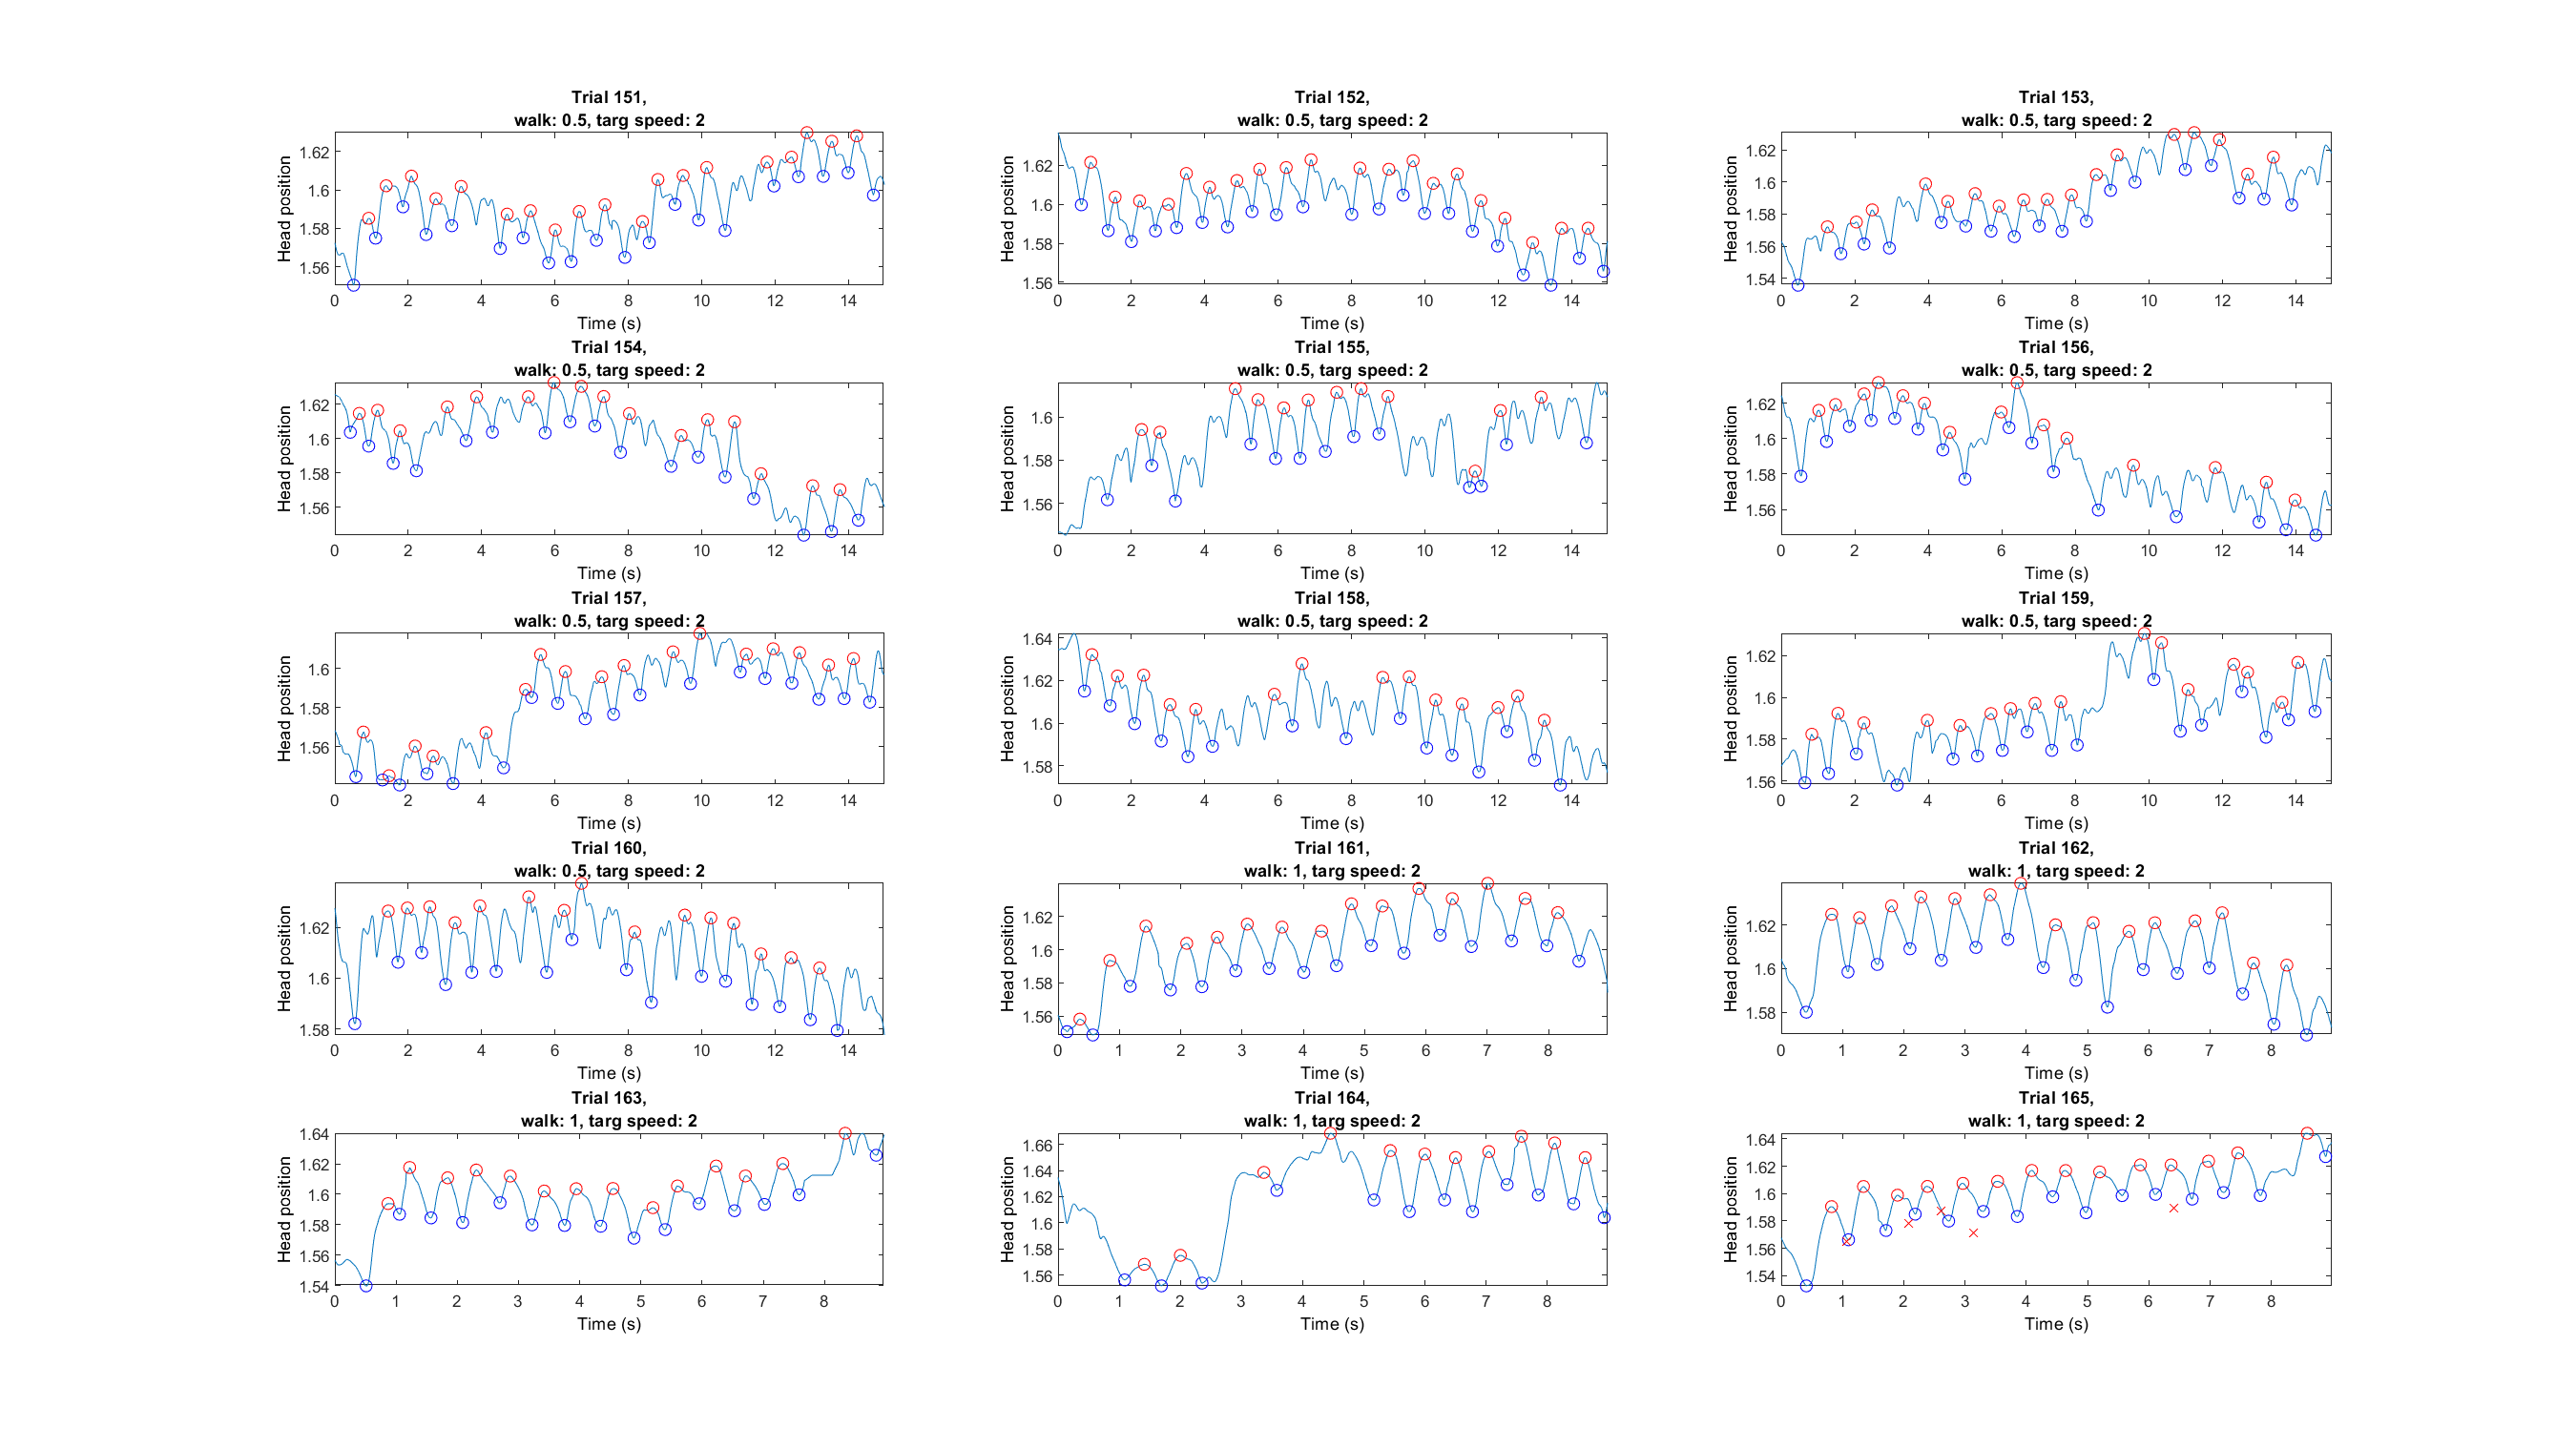 Trial 151,
walk: 0.5, targ speed: 2
Head position
1.62
1.6
1.58
1.56
0 2 4 6 8 10 12 14
Time (s)
Trial 152,
walk: 0.5, targ speed: 2
Head position
1.62
1.6
1.58
1.56
0 2 4 6 8 10 12 14
Time (s)
Trial 153,
walk: 0.5, targ speed: 2
Head position
1.62
1.6
1.58
1.56
1.54
0 2 4 6 8 10 12 14
Time (s)
Trial 154,
walk: 0.5, targ speed: 2
Head position
1.62
1.6
1.58
1.56
0 2 4 6 8 10 12 14
Time (s)
Trial 155,
walk: 0.5, targ speed: 2
Head position
1.6
1.58
1.56
0 2 4 6 8 10 12 14
Time (s)
Trial 156,
walk: 0.5, targ speed: 2
Head position
1.62
1.6
1.58
1.56
0 2 4 6 8 10 12 14
Time (s)
Trial 157,
walk: 0.5, targ speed: 2
Head position
1.6
1.58
1.56
0 2 4 6 8 10 12 14
Time (s)
Trial 158,
walk: 0.5, targ speed: 2
Head position
1.64
1.62
1.6
1.58
0 2 4 6 8 10 12 14
Time (s)
Trial 159,
walk: 0.5, targ speed: 2
Head position
1.62
1.6
1.58
1.56
0 2 4 6 8 10 12 14
Time (s)
Trial 160,
walk: 0.5, targ speed: 2
Head position
1.62
1.6
1.58
0 2 4 6 8 10 12 14
Time (s)
Trial 161,
walk: 1, targ speed: 2
Head position
1.62
1.6
1.58
1.56
0 1 2 3 4 5 6 7 8
Time (s)
Trial 162,
walk: 1, targ speed: 2
Head position
1.62
1.6
1.58
0 1 2 3 4 5 6 7 8
Time (s)
Trial 163,
walk: 1, targ speed: 2
Head position
1.64
1.62
1.6
1.58
1.56
1.54
0 1 2 3 4 5 6 7 8
Time (s)
Trial 164,
walk: 1, targ speed: 2
Head position
1.66
1.64
1.62
1.6
1.58
1.56
0 1 2 3 4 5 6 7 8
Time (s)
Trial 165,
walk: 1, targ speed: 2
Head position
1.64
1.62
1.6
1.58
1.56
1.54
0 1 2 3 4 5 6 7 8
Time (s)